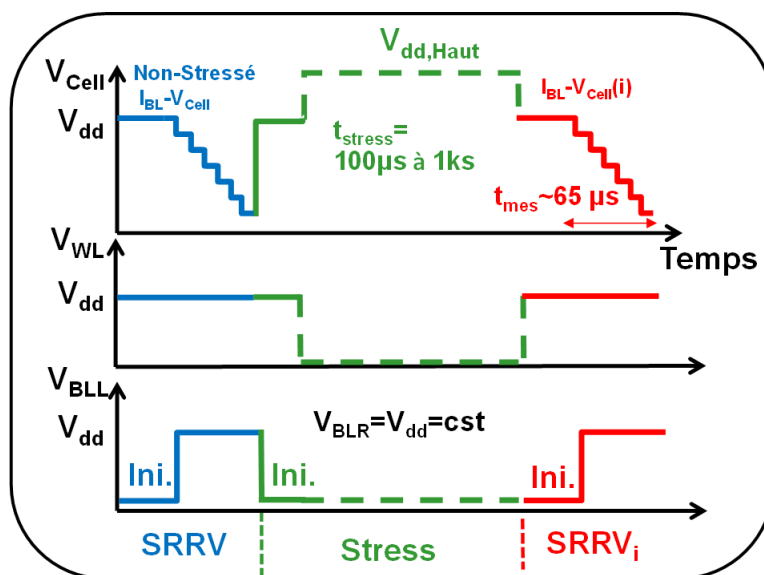 V_dd,Haut
V_Cell
Non-Stressé
I_BL-V_Cell
I_BL-V_Cell(i)
V_dd
t_stress=
100µs à 1ks
t_mes~65 µs
V_WL
Temps
V_dd
V_BLL
V_dd
V_BLR=V_dd=cst
Ini.
Ini.
Ini.
SRRV
Stress
SRRV_i